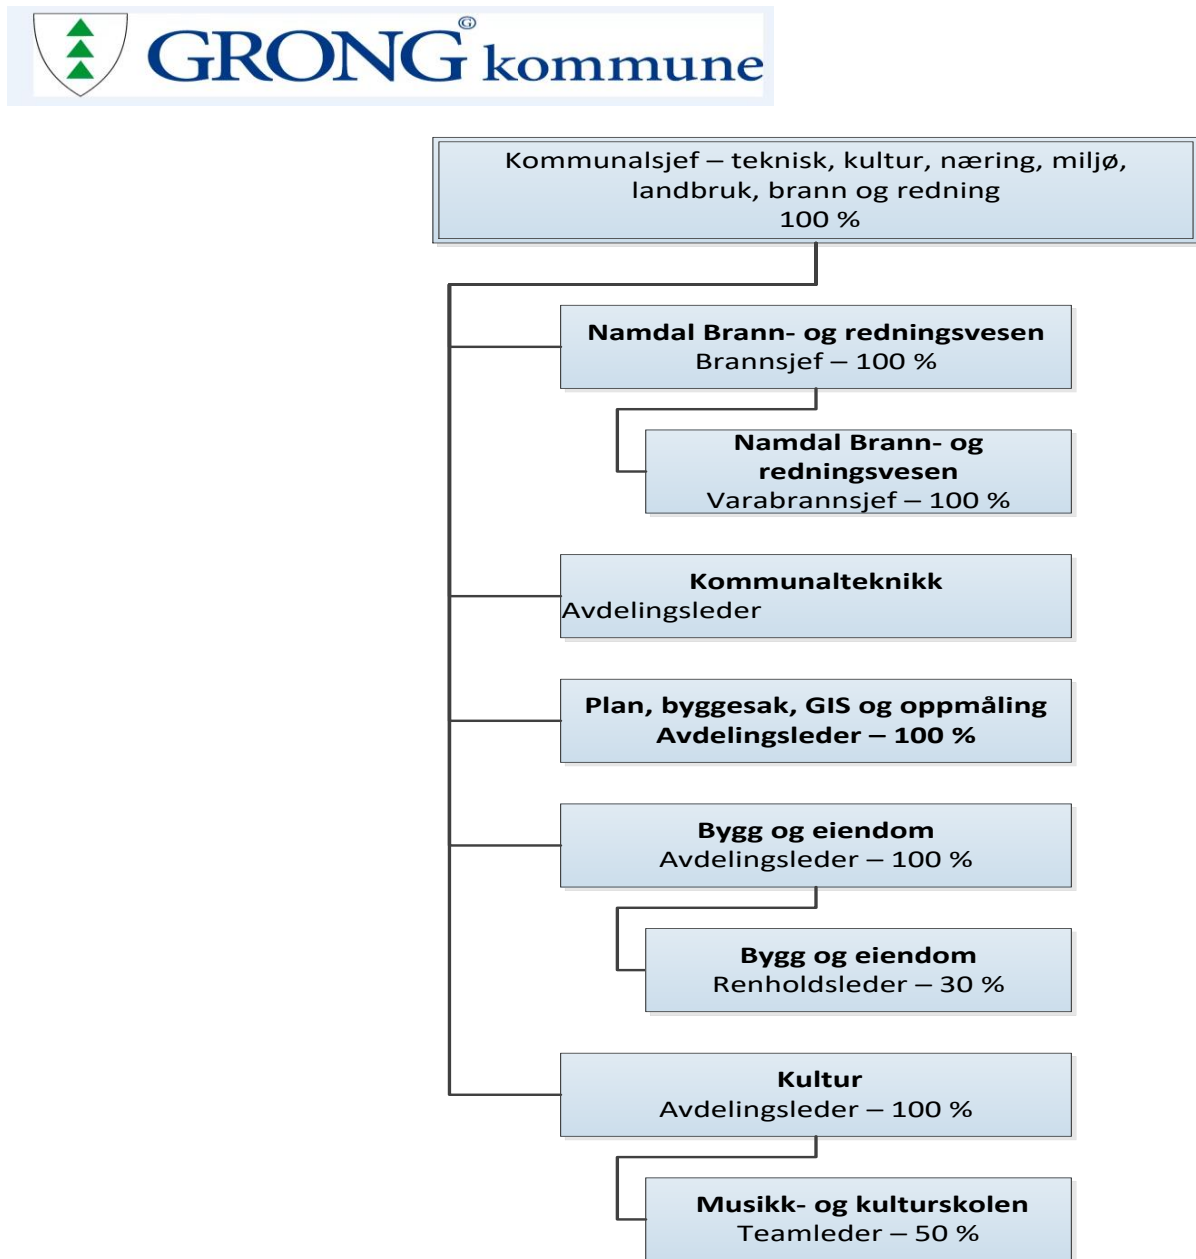 GRONG G kommune
Kommunalsjef – teknisk, kultur, næring, miljø,
landbruk, brann og redning
100 %
Namdal Brann- og redningsvesen
Brannsjef – 100 %
Namdal Brann- og
redningsvesen
Varabrannsjef – 100 %
Kommunalteknikk
Avdelingsleder
Plan, byggesak, GIS og oppmåling
Avdelingsleder – 100 %
Bygg og eiendom
Avdelingsleder – 100 %
Bygg og eiendom
Renholdsleder – 30 %
Kultur
Avdelingsleder – 100 %
Musikk- og kulturskolen
Teamleder – 50 %